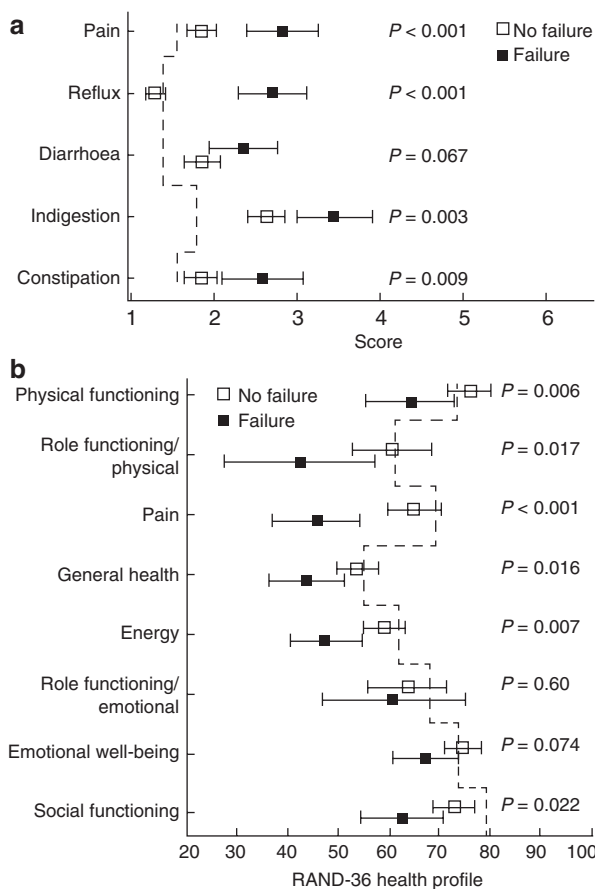 a
Pain
P < 0.001
No failure
Failure
Reflux
P < 0.001
Diarrhoea
P = 0.067
Indigestion
P = 0.003
Constipation
P = 0.009
1 2 3 4 5 6
Score
b
Physical functioning
No failure
Failure
P = 0.006
Role functioning/
physical
P = 0.017
Pain
P < 0.001
General health
P = 0.016
Energy
P = 0.007
Role functioning/
emotional
P = 0.60
Emotional well-being
P = 0.074
Social functioning
P = 0.022
20 30 40 50 60 70 80 90 100
RAND-36 health profile